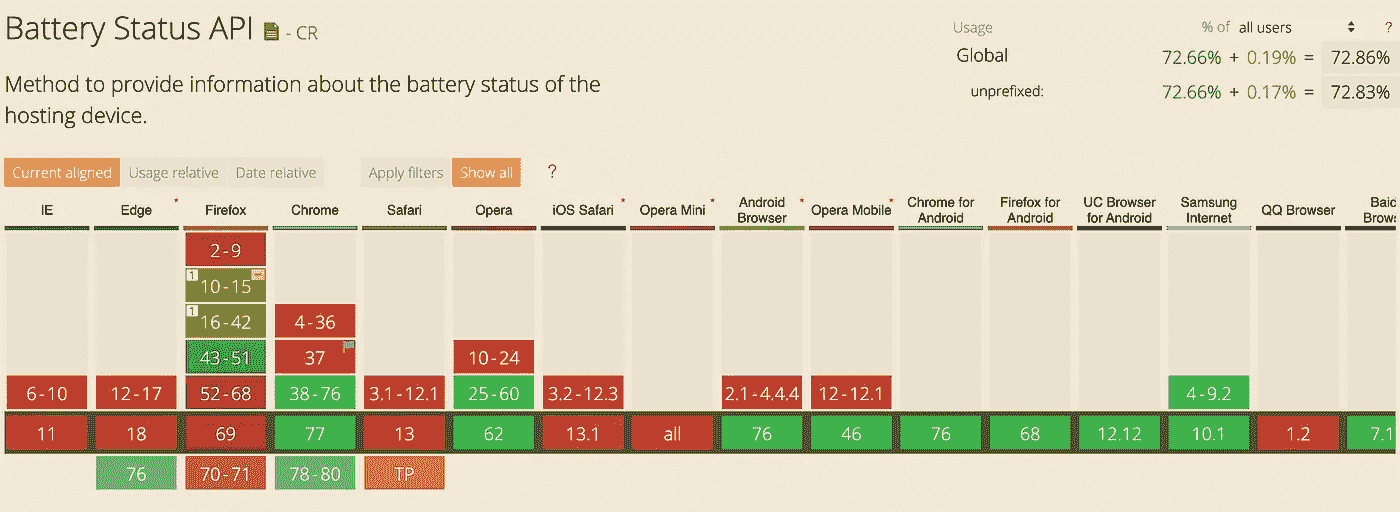 Battery Status API - CR
Usage % of all users ?
Global 72.66% + 0.19% = 72.86%
unprefixed: 72.66% + 0.17% = 72.83%
Method to provide information about the battery status of the
hosting device.
Current aligned Usage relative Date relative Apply filters Show all ?
IE Edge * Firefox Chrome Safari Opera iOS Safari * Opera Mini * Android Browser * Opera Mobile * Chrome for Android Firefox for Android UC Browser for Android Samsung Internet QQ Browser Baid Brows
2-9
1 10-15
1 16-42 4-36
43-51 37 10-24
6-10 12-17 52-68 38-76 3.1-12.1 25-60 3.2-12.3 2.1-4.4.4 12-12.1 4-9.2
11 18 69 77 13 62 13.1 all 76 46 76 68 12.12 10.1 1.2 7.1
76 70-71 78-80 TP